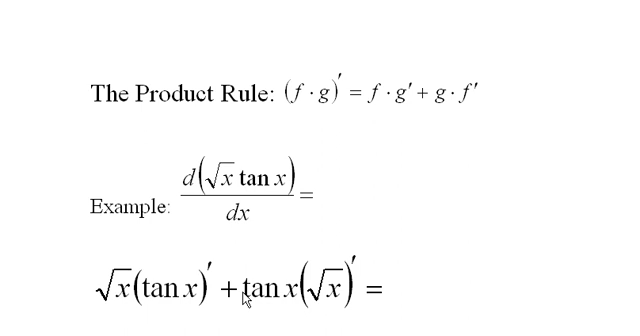 The Product Rule: (f · g)′ = f · g′ + g · f′
Example: d(√x tan x)/dx =
√x(tan x)′ + tan x(√x)′ =